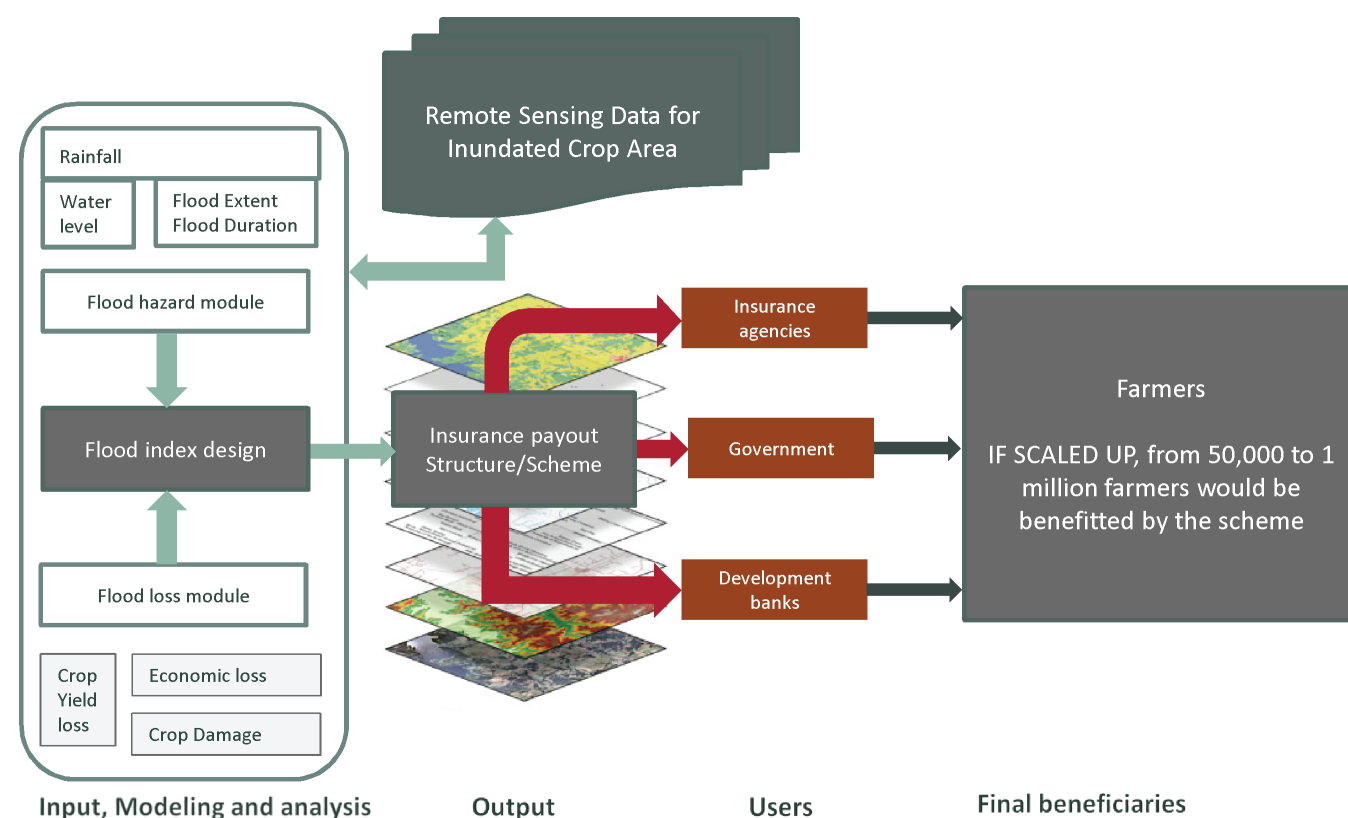 Remote Sensing Data for
Inundated Crop Area
Rainfall
Water
level
Flood Extent
Flood Duration
Flood hazard module
Flood index design
Flood loss module
Crop
Yield
loss
Economic loss
Crop Damage
Insurance payout
Structure/Scheme
Insurance
agencies
Government
Development
banks
Farmers
IF SCALED UP, from 50,000 to 1
million farmers would be
benefitted by the scheme
Input, Modeling and analysis
Output
Users
Final beneficiaries